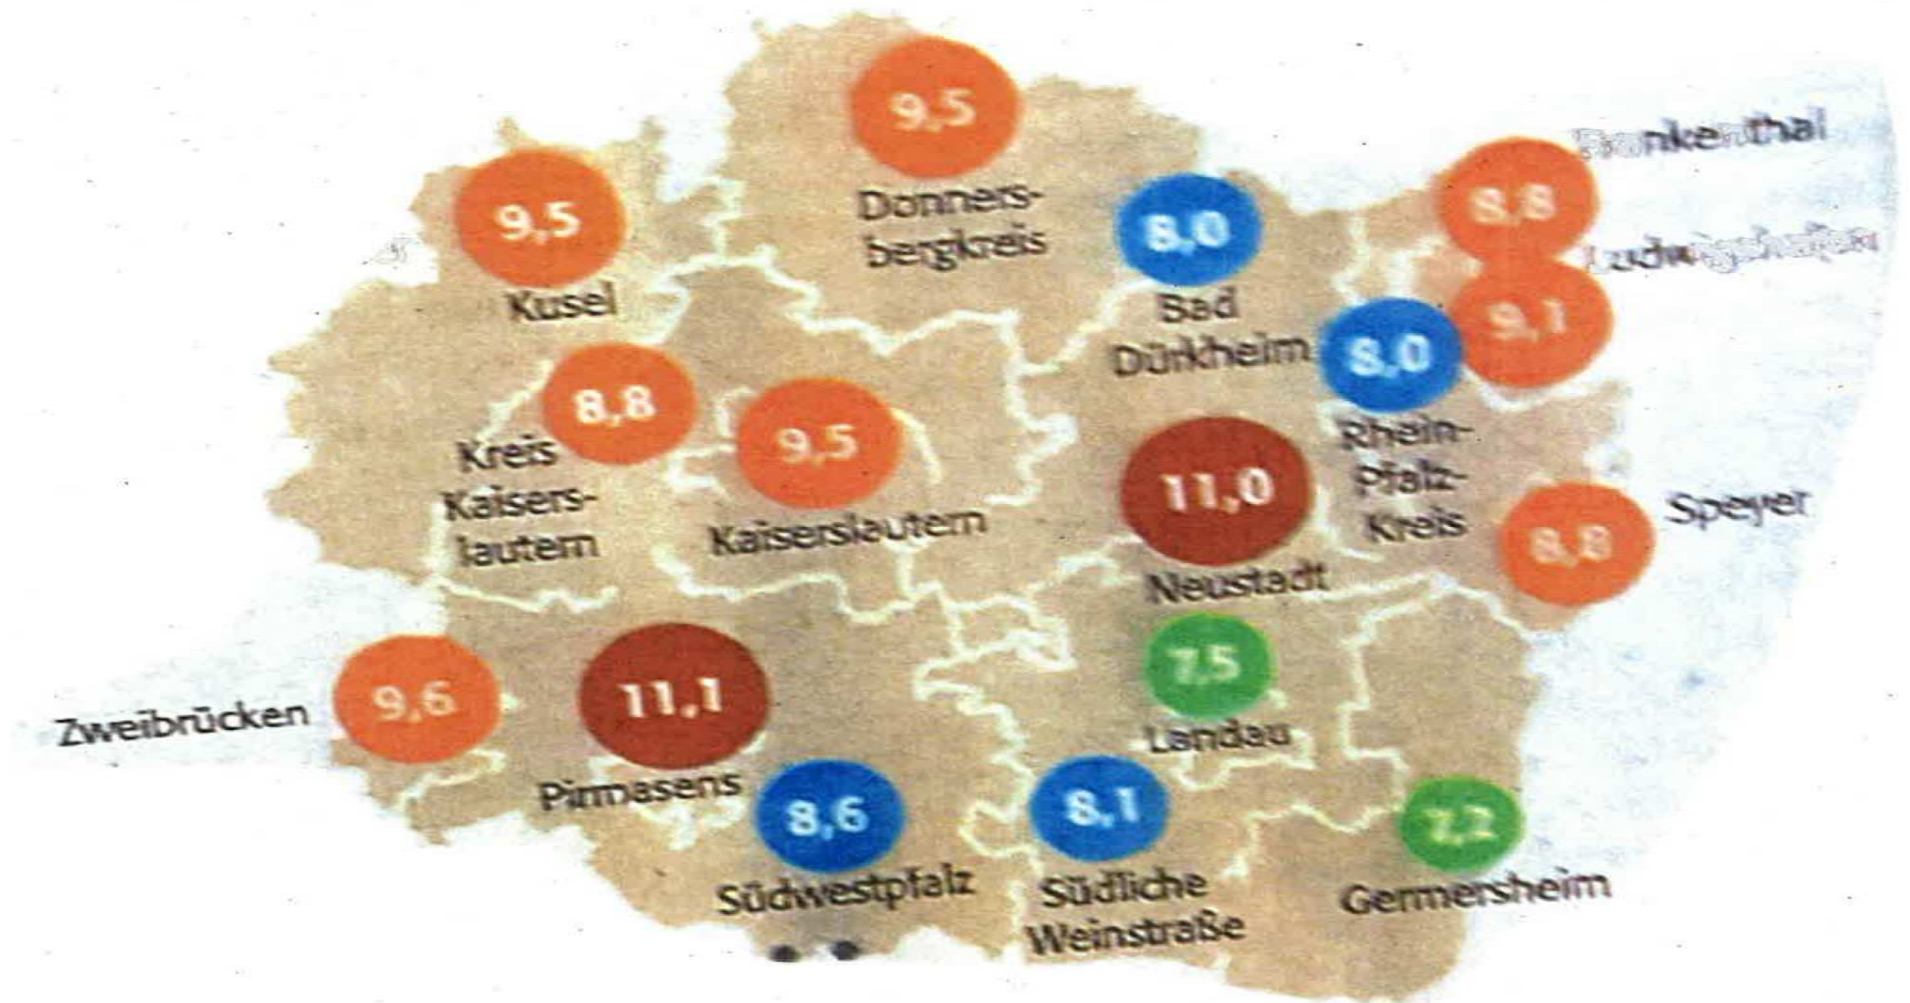 9,5
Donners-
bergkreis
9,5
Kusel
8,0
Bad
Dürkheim
8,8
Frankenthal
9,1
Ludwigshafen
8,0
Rhein-
Pfalz-
Kreis
8,8
Kreis
Kaisers-
lautern
9,5
Kaiserslautern
11,0
Neustadt
8,8
Speyer
9,6
Zweibrücken
11,1
Pirmasens
7,5
Landau
8,6
Südwestpfalz
8,1
Südliche
Weinstraße
7,2
Germersheim